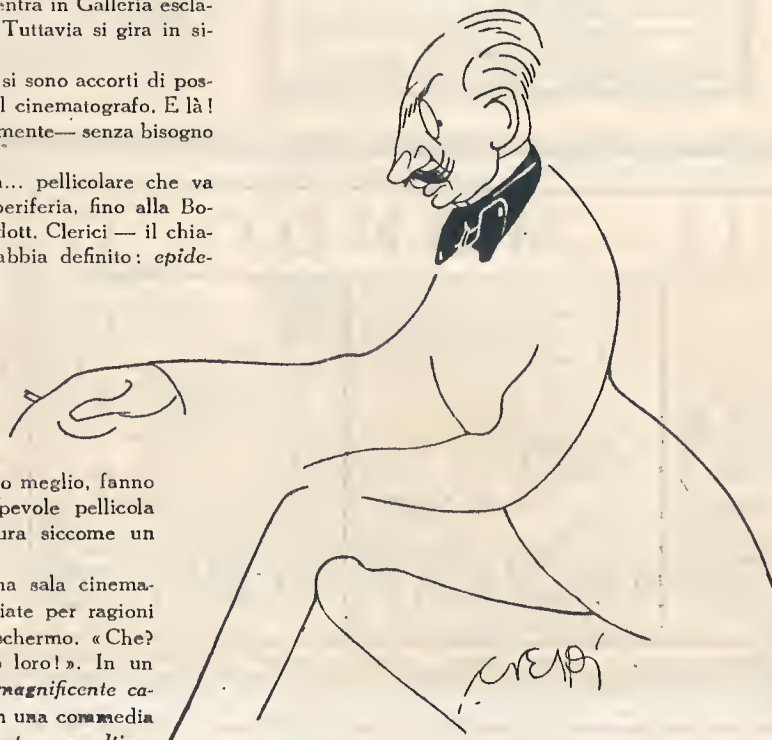 entra in Galleria escla-
Tuttavia si gira in si-
si sono accorti di pos-
l cinematografo. E là!
mente— senza bisogno
... pellicolare che va
periferia, fino alla Bo-
dott. Clerici — il chia-
abbia definito: epide-
o meglio, fanno
pevole pellicola
ura siccome un
na sala cinema-
iate per ragioni
schermo. « Che?
loro! ». In un
magnificente ca-
n una commedia
CRESPI